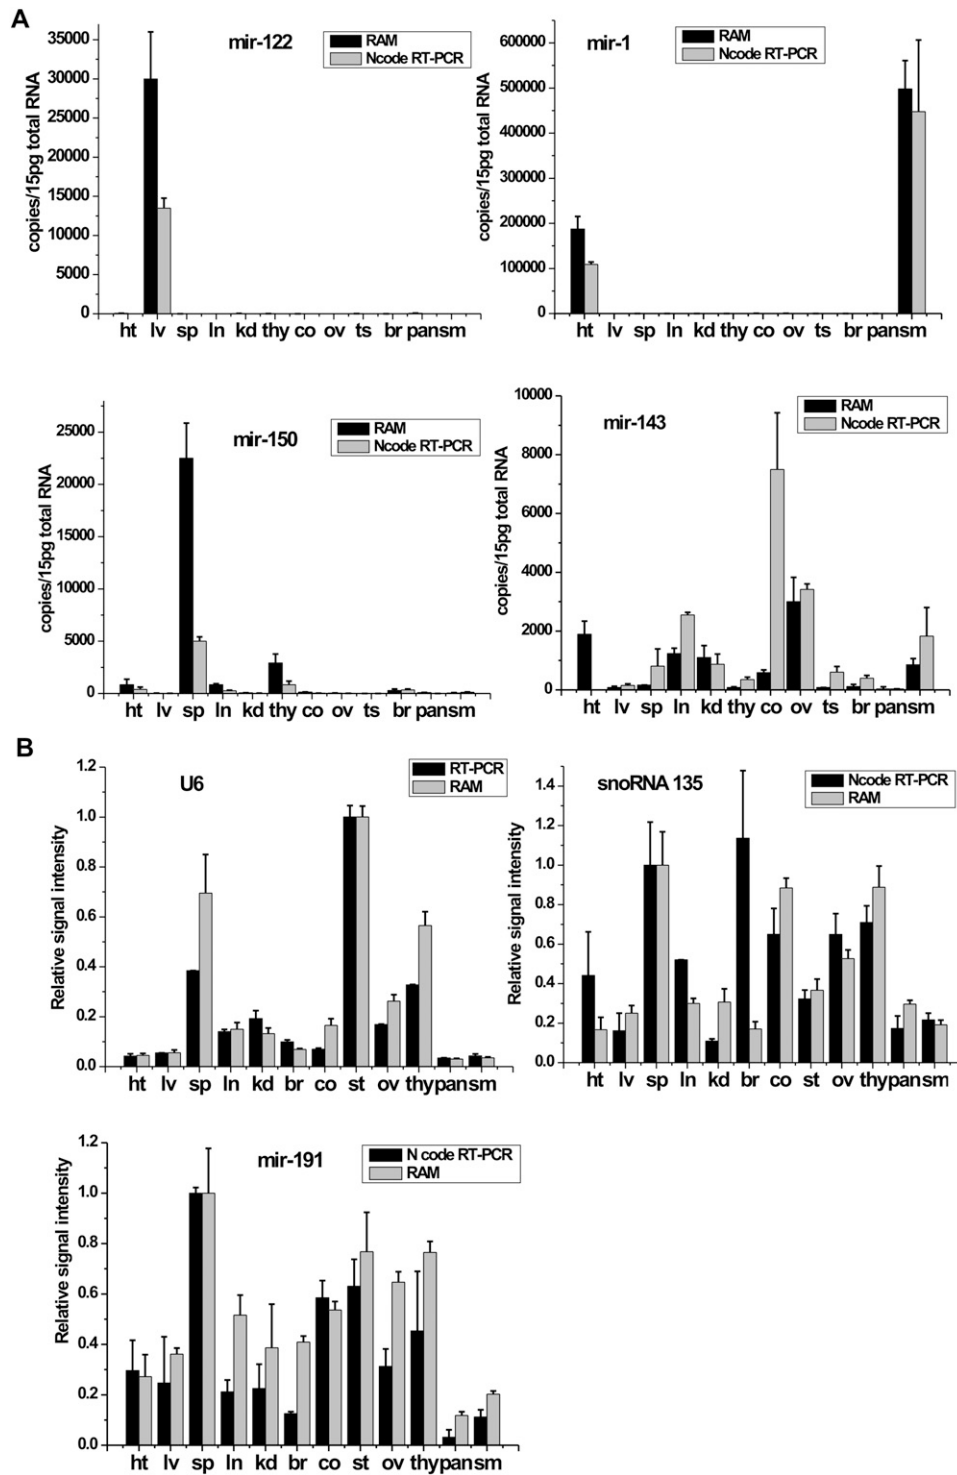 A
mir-122
RAM
Ncode RT-PCR
copies/15pg total RNA
35000
30000
25000
20000
15000
10000
5000
0
ht lv sp ln kd thy co ov ts br pansm
mir-1
RAM
Ncode RT-PCR
copies/15pg total RNA
600000
500000
400000
300000
200000
100000
0
ht lv sp ln kd thy co ov ts br pansm
mir-150
RAM
Ncode RT-PCR
copies/15pg total RNA
25000
20000
15000
10000
5000
0
ht lv sp ln kd thy co ov ts br pansm
mir-143
RAM
Ncode RT-PCR
copies/15pg total RNA
10000
8000
6000
4000
2000
0
ht lv sp ln kd thy co ov ts br pansm
B
U6
RT-PCR
RAM
Relative signal intensity
1.2
1.0
0.8
0.6
0.4
0.2
0.0
ht lv sp ln kd br co st ov thypansm
snoRNA 135
Ncode RT-PCR
RAM
Relative signal intensity
1.4
1.2
1.0
0.8
0.6
0.4
0.2
0.0
ht lv sp ln kd br co st ov thypansm
mir-191
N code RT-PCR
RAM
Relative signal intensity
1.2
1.0
0.8
0.6
0.4
0.2
0.0
ht lv sp ln kd br co st ov thypansm